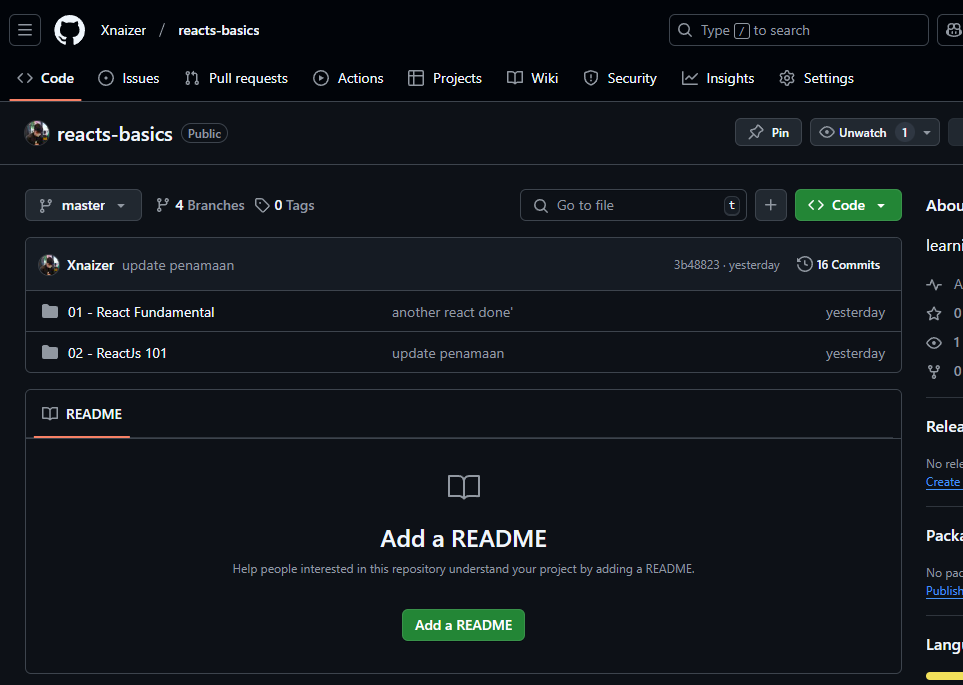 Xnaizer / reacts-basics
Type / to search
Code Issues Pull requests Actions Projects Wiki Security Insights Settings
reacts-basics Public
Pin Unwatch 1
master 4 Branches 0 Tags
Go to file t
Code
Xnaizer update penamaan
3b48823 · yesterday 16 Commits
01 - React Fundamental another react done' yesterday
02 - ReactJs 101 update penamaan yesterday
README
Add a README
Help people interested in this repository understand your project by adding a README.
Add a README
Abou
learni
A
0
1
0
Relea
No rele
Create
Packa
No pac
Publish
Langu